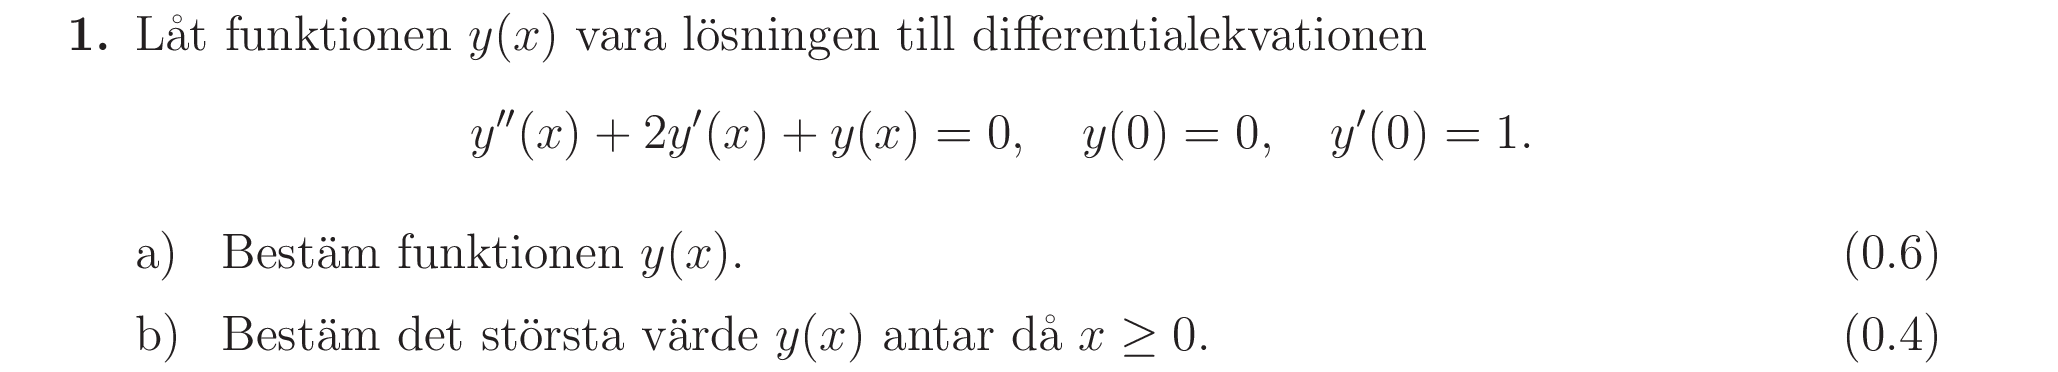 1. Låt funktionen y(x) vara lösningen till differentialekvationen
y″(x) + 2y′(x) + y(x) = 0, y(0) = 0, y′(0) = 1.
a) Bestäm funktionen y(x). (0.6)
b) Bestäm det största värde y(x) antar då x ≥ 0. (0.4)